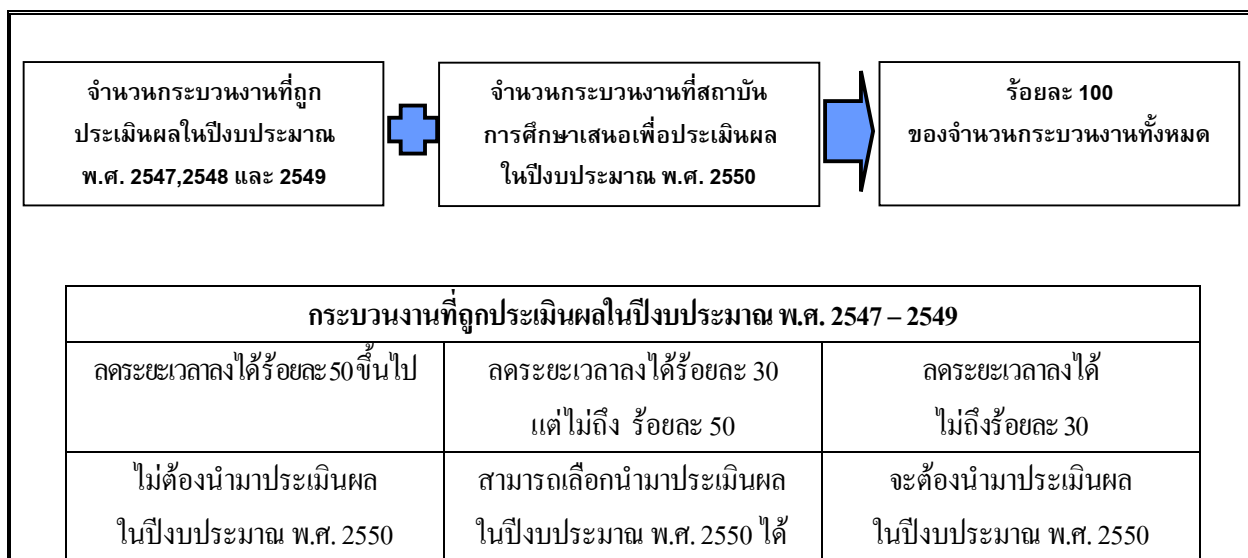 จำนวนกระบวนงานที่ถูก
ประเมินผลในปีงบประมาณ
พ.ศ. 2547,2548 และ 2549
จำนวนกระบวนงานที่สถาบัน
การศึกษาเสนอเพื่อประเมินผล
ในปีงบประมาณ พ.ศ. 2550
ร้อยละ 100
ของจำนวนกระบวนงานทั้งหมด
กระบวนงานที่ถูกประเมินผลในปีงบประมาณ พ.ศ. 2547 – 2549
ลดระยะเวลาลงได้ร้อยละ 50 ขึ้นไป
ลดระยะเวลาลงได้ร้อยละ 30
แต่ไม่ถึง ร้อยละ 50
ลดระยะเวลาลงได้
ไม่ถึงร้อยละ 30
ไม่ต้องนำมาประเมินผล
ในปีงบประมาณ พ.ศ. 2550
สามารถเลือกนำมาประเมินผล
ในปีงบประมาณ พ.ศ. 2550 ได้
จะต้องนำมาประเมินผล
ในปีงบประมาณ พ.ศ. 2550